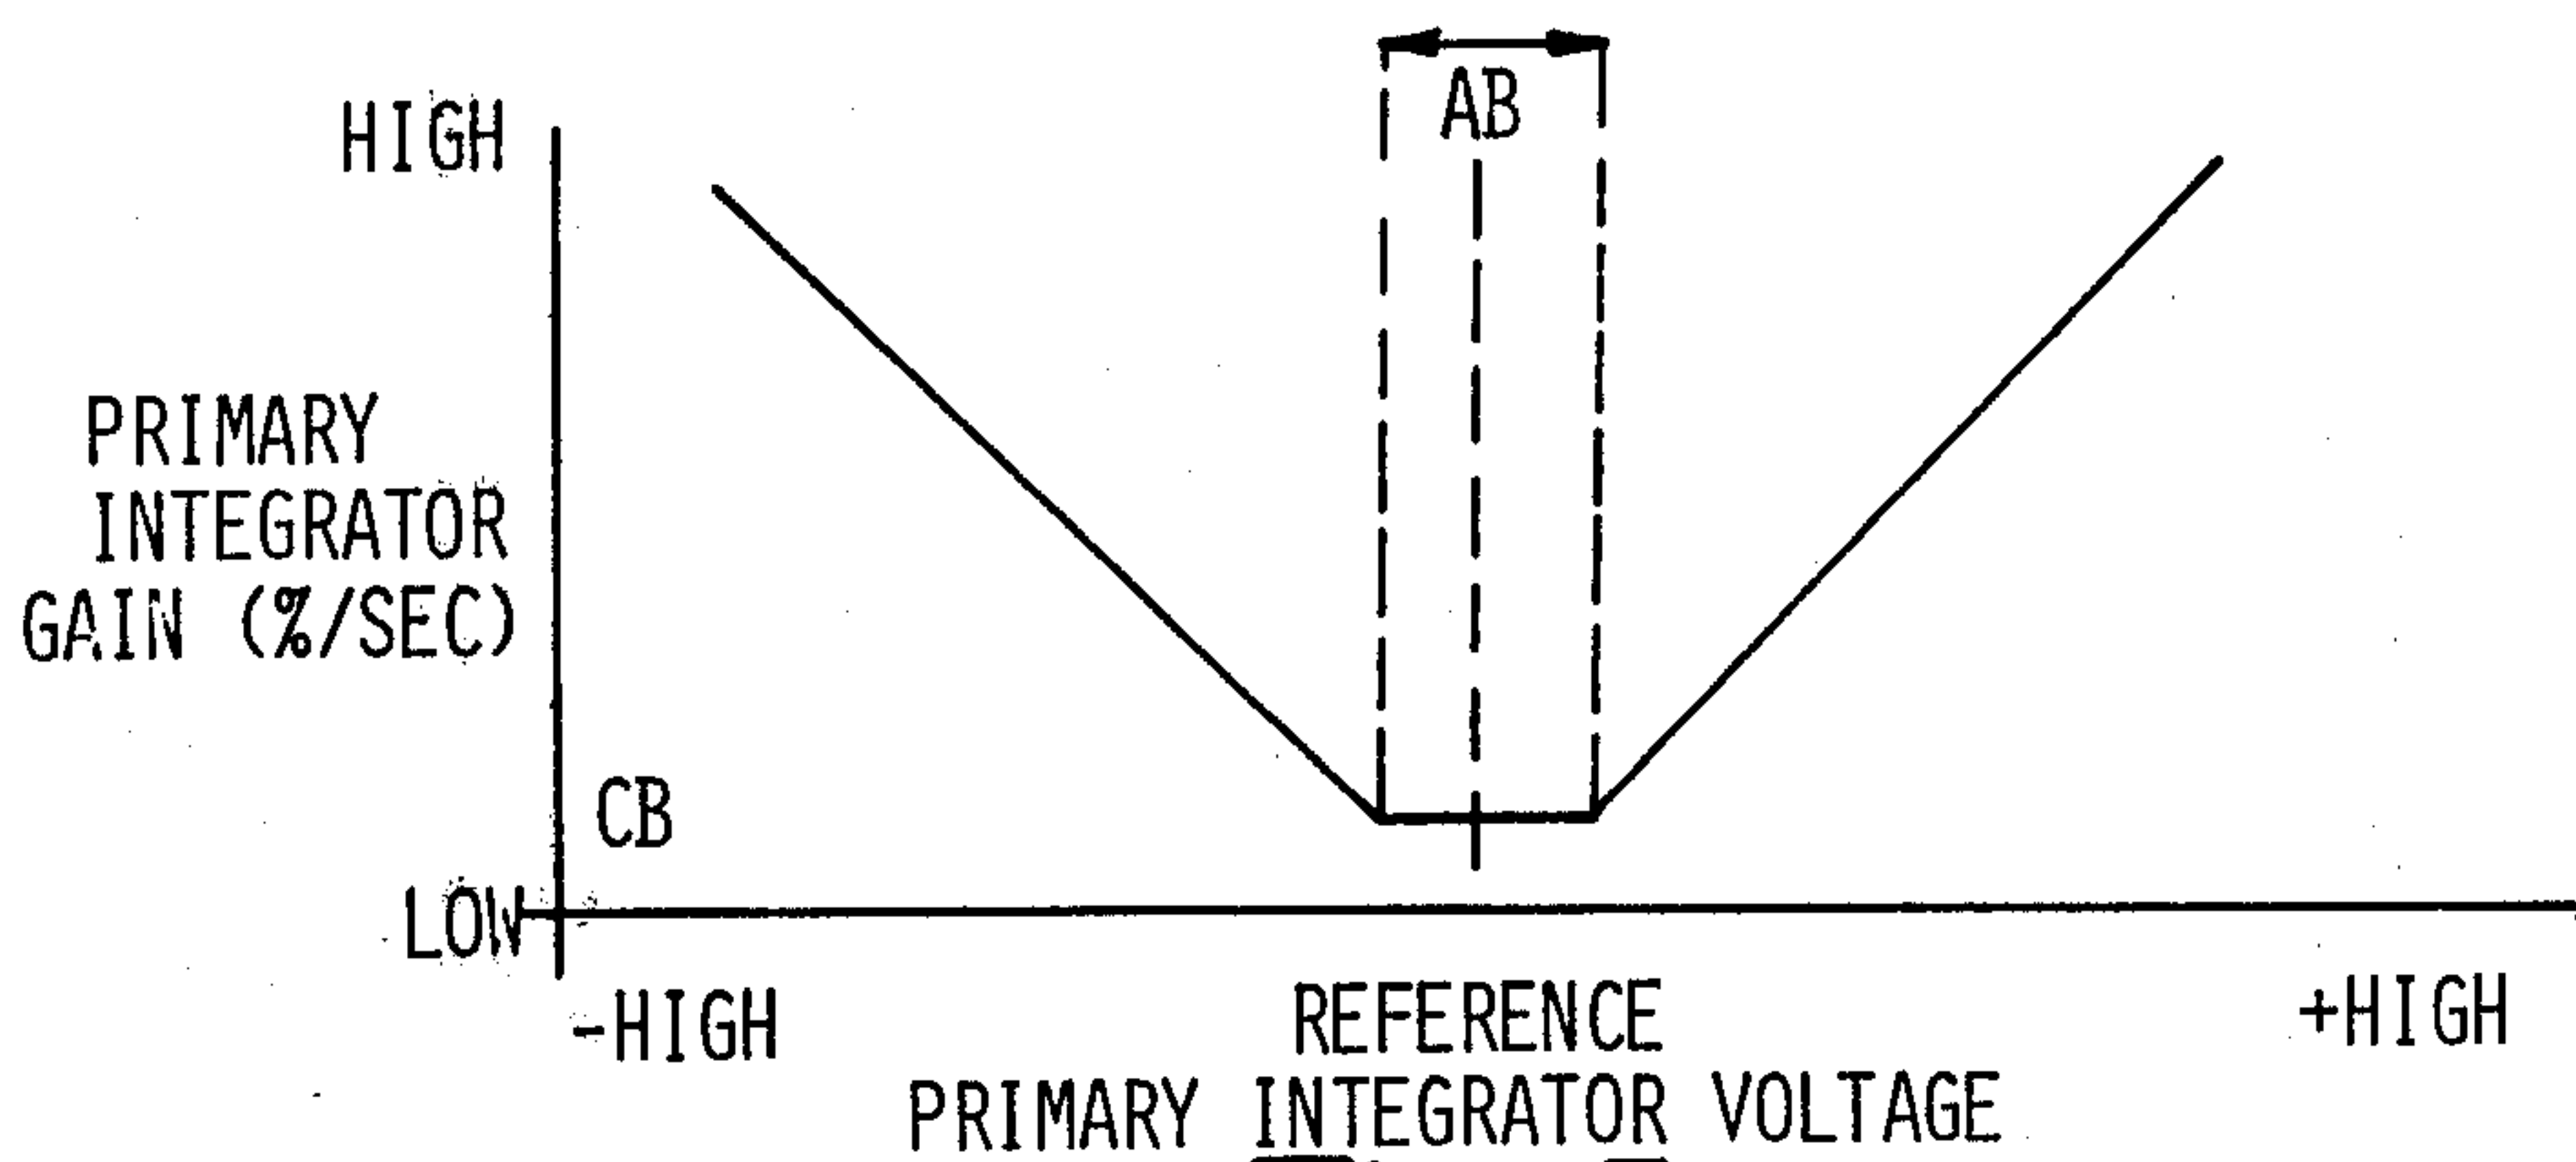 AB
HIGH
PRIMARY
INTEGRATOR
GAIN (%/SEC)
CB
LOW
-HIGH
REFERENCE
+HIGH
PRIMARY INTEGRATOR VOLTAGE